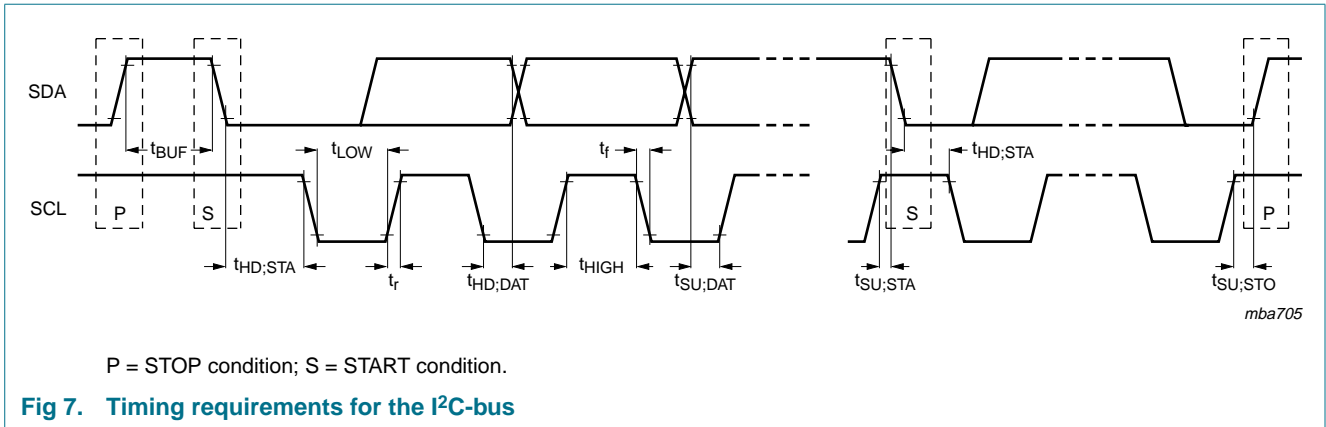 SDA
tBUF
tLOW
tf
tHD;STA
SCL
P
S
S
P
tHD;STA
tr
tHD;DAT
tHIGH
tSU;DAT
tSU;STA
tSU;STO
mba705
P = STOP condition; S = START condition.
Fig 7. Timing requirements for the I²C-bus